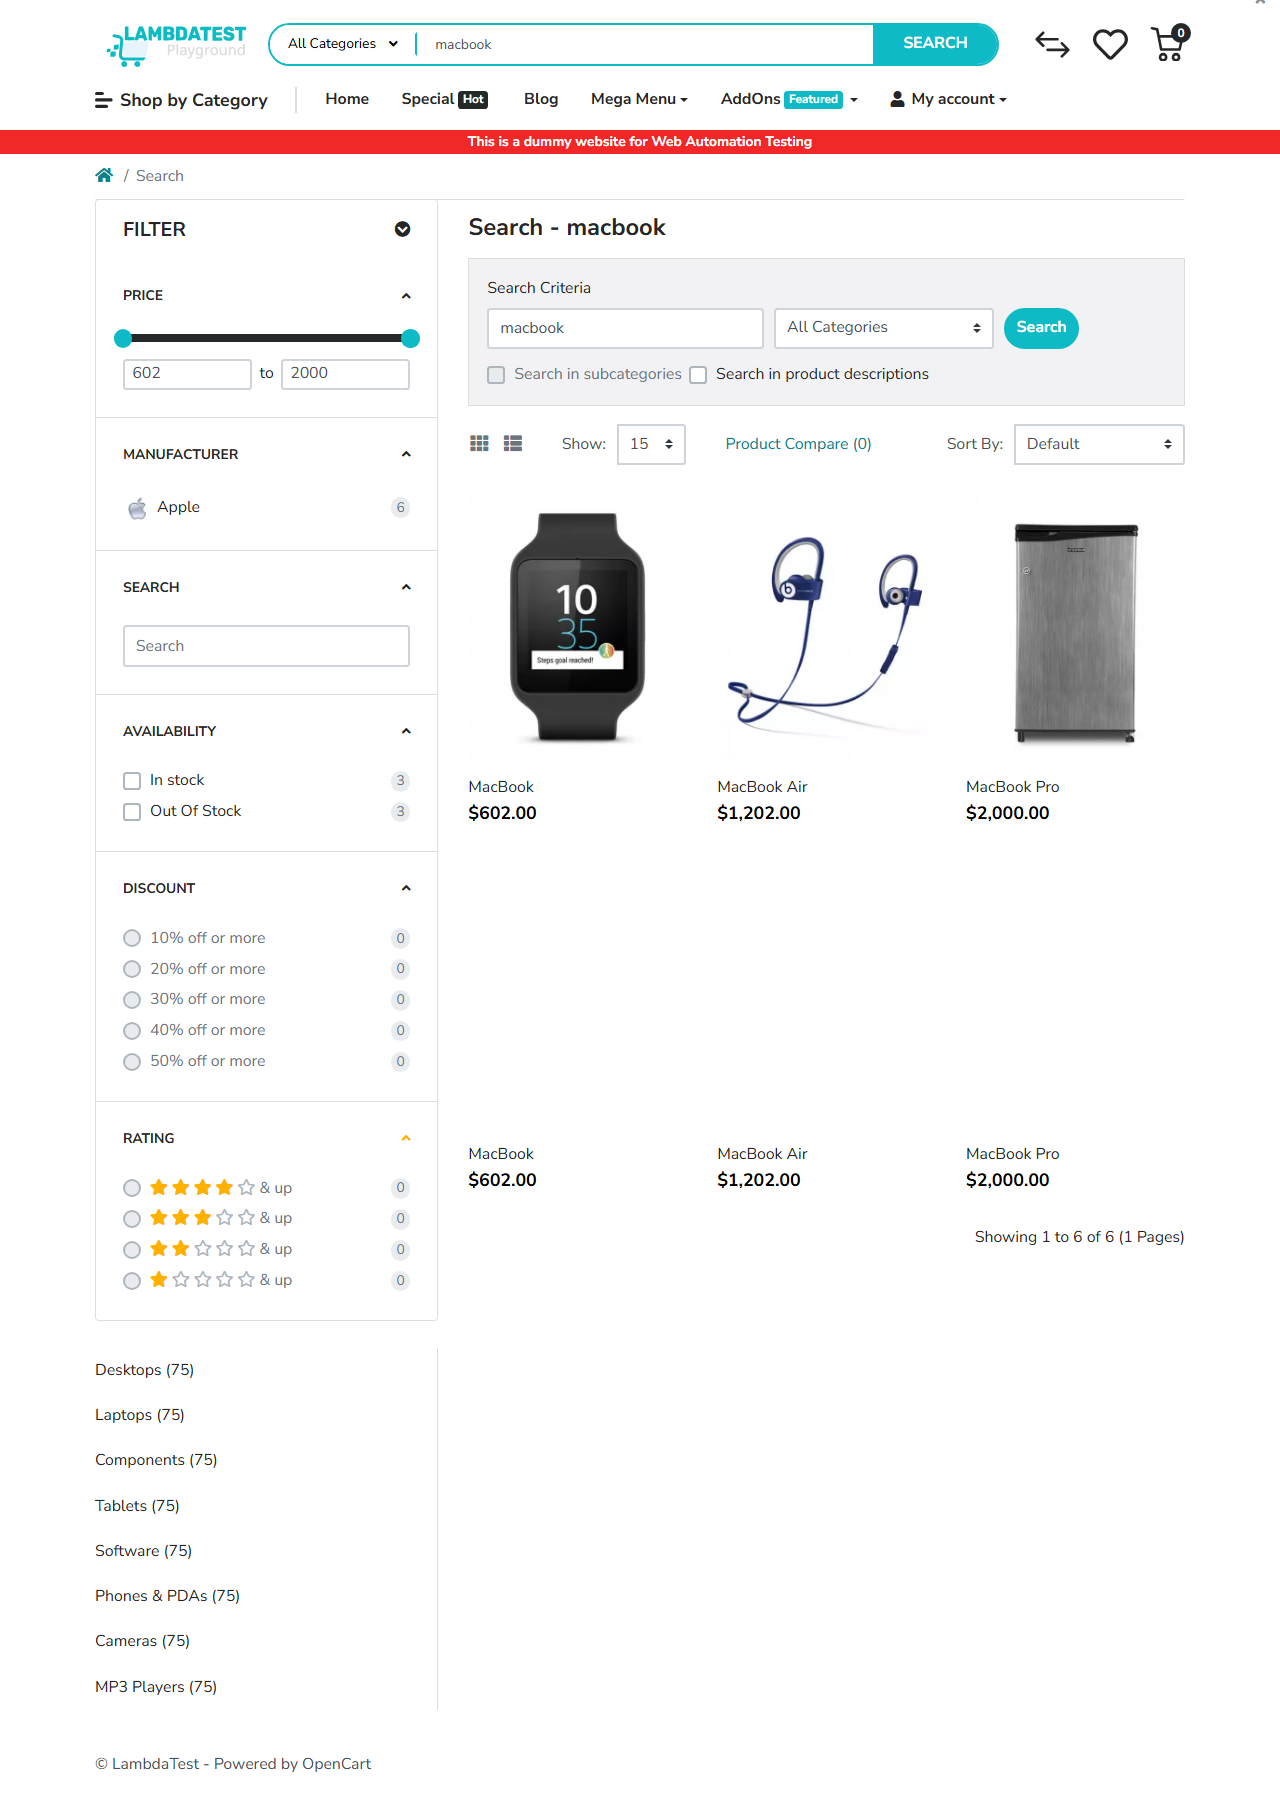 LAMBDATEST
Playground
All Categories
macbook
SEARCH
0
Shop by Category
Home
Special Hot
Blog
Mega Menu
AddOns Featured
My account
This is a dummy website for Web Automation Testing
/ Search
FILTER
PRICE
602 to 2000
MANUFACTURER
Apple 6
SEARCH
Search
AVAILABILITY
In stock 3
Out Of Stock 3
DISCOUNT
10% off or more 0
20% off or more 0
30% off or more 0
40% off or more 0
50% off or more 0
RATING
& up 0
& up 0
& up 0
& up 0
Desktops (75)
Laptops (75)
Components (75)
Tablets (75)
Software (75)
Phones & PDAs (75)
Cameras (75)
MP3 Players (75)
Search - macbook
Search Criteria
macbook
All Categories
Search
Search in subcategories
Search in product descriptions
Show: 15
Product Compare (0)
Sort By: Default
10
35
Steps goal reached!
b
MacBook
$602.00
MacBook Air
$1,202.00
MacBook Pro
$2,000.00
MacBook
$602.00
MacBook Air
$1,202.00
MacBook Pro
$2,000.00
Showing 1 to 6 of 6 (1 Pages)
© LambdaTest - Powered by OpenCart